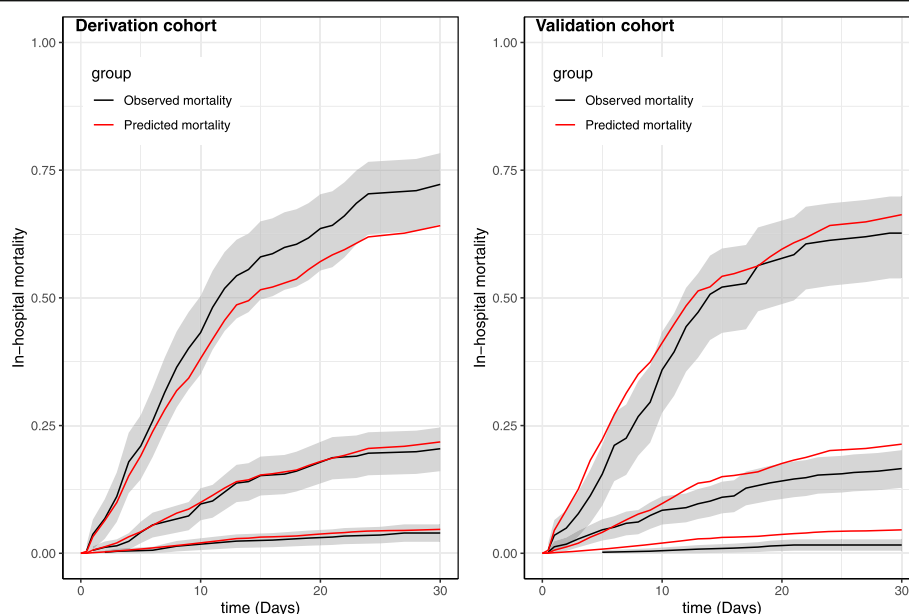 Derivation cohort
1.00
group
Observed mortality
Predicted mortality
0.75
0.50
0.25
0.00
In−hospital mortality
0
10
20
30
time (Days)
Validation cohort
1.00
group
Observed mortality
Predicted mortality
0.75
0.50
0.25
0.00
In−hospital mortality
0
10
20
30
time (Days)